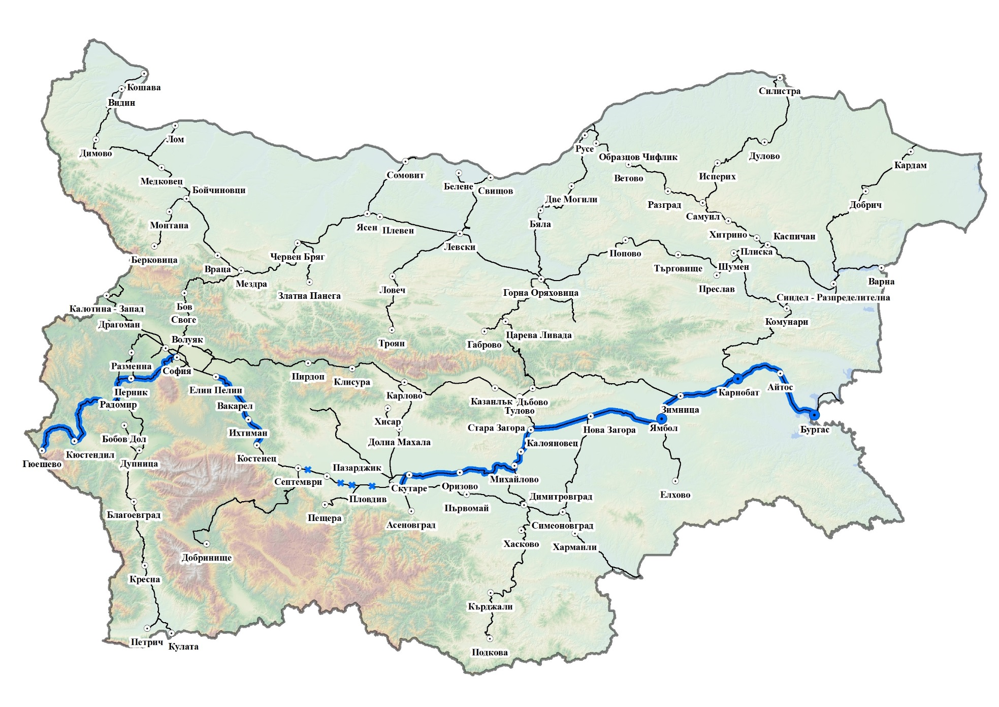 Кошава
Силистра
Видин
Лом
Димово
Русе
Образцов Чифлик
Дулово
Кардам
Сомовит
Исперих
Ветово
Медковец
Белене
Свищов
Бойчиновци
Две Могили
Разград
Добрич
Самуил
Монтана
Ясен
Плевен
Бяла
Хитрино
Каспичан
Левски
Плиска
Попово
Червен Бряг
Берковица
Враца
Търговище
Шумен
Мездра
Варна
Ловеч
Преслав
Златна Панега
Горна Оряховица
Синдел - Разпределителна
Бов
Калотина - Запад
Своге
Комунари
Драгоман
Царева Ливада
Волуяк
Троян
Габрово
Разменна
София
Пирдоп
Клисура
Айтос
Елин Пелин
Перник
Карнобат
Карлово
Казанлък
Дъбово
Радомир
Вакарел
Тулово
Зимница
Хисар
Стара Загора
Ямбол
Нова Загора
Бургас
Ихтиман
Бобов Дол
Долна Махала
Калояновец
Кюстендил
Костенец
Гюешево
Дупница
Пазарджик
Михайлово
Септември
Оризово
Скутаре
Елхово
Димитровград
Пловдив
Първомай
Благоевград
Пещера
Асеновград
Симеоновград
Хасково
Харманли
Добринище
Кресна
Кърджали
Петрич
Кулата
Подкова